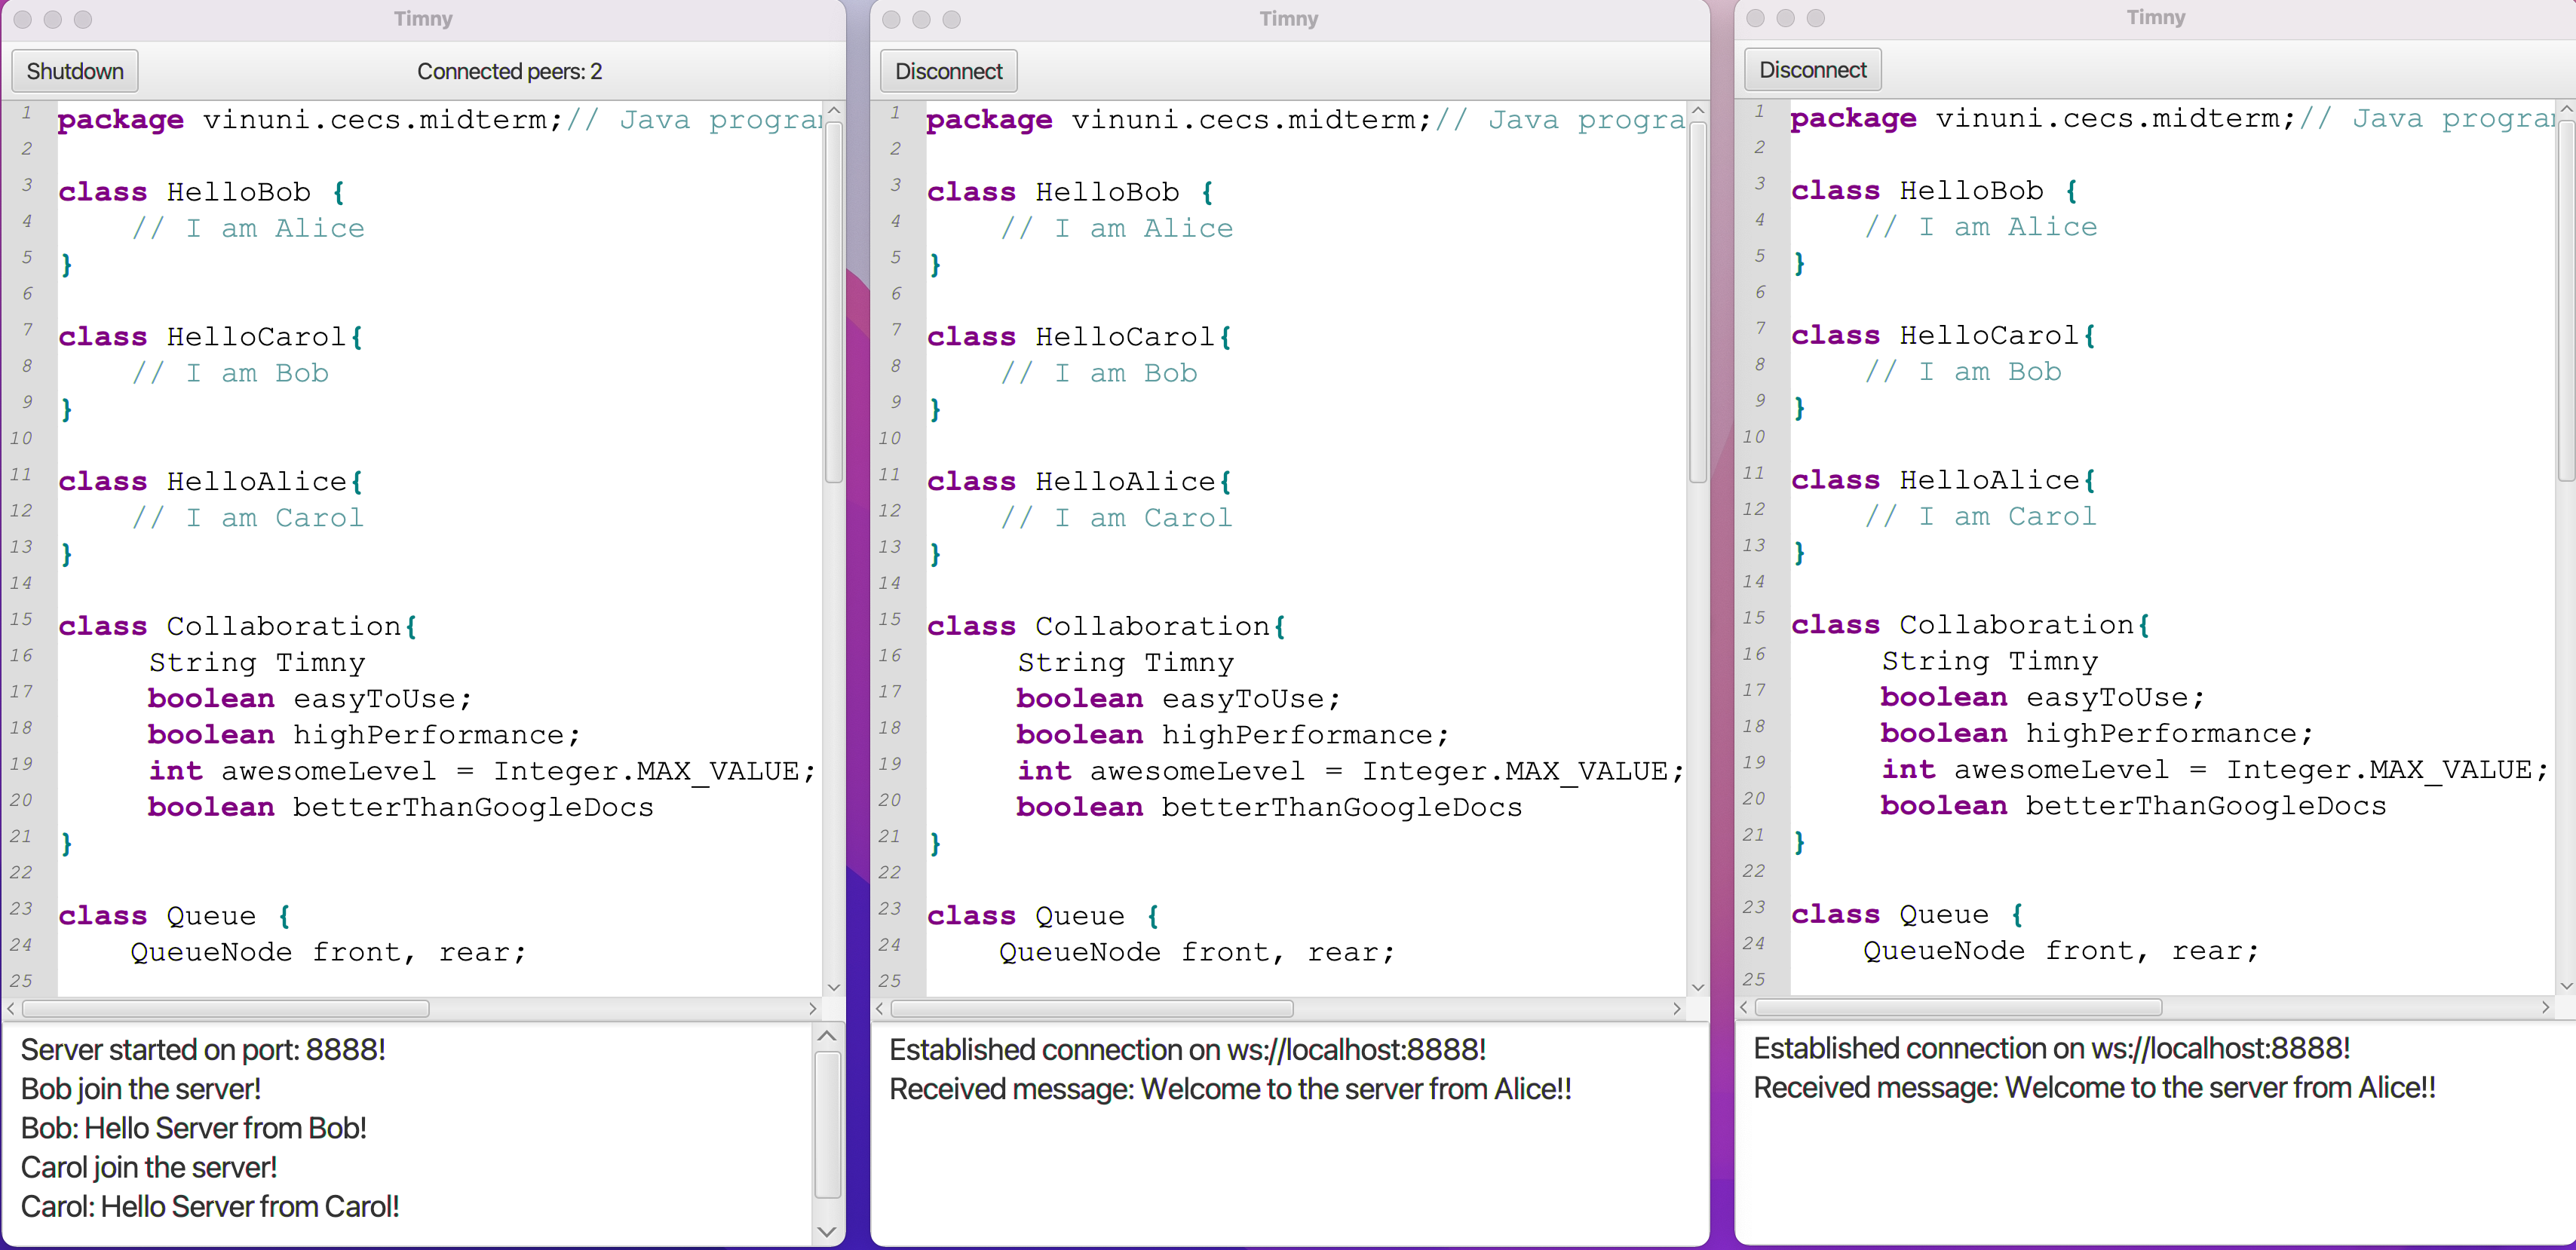 Timny
Shutdown
Connected peers: 2
1 package vinuni.cecs.midterm;// Java
2
3 class HelloBob {
4 // I am Alice
5 }
6
7 class HelloCarol{
8 // I am Bob
9 }
10
11 class HelloAlice{
12 // I am Carol
13 }
14
15 class Collaboration{
16 String Timny
17 boolean easyToUse;
18 boolean highPerformance;
19 int awesomeLevel = Integer.MAX_VALUE;
20 boolean betterThanGoogleDocs
21 }
22
23 class Queue {
24 QueueNode front, rear;
25
Server started on port: 8888!
Bob join the server!
Bob: Hello Server from Bob!
Carol join the server!
Carol: Hello Server from Carol!
Timny
Disconnect
1 package vinuni.cecs.midterm;// Java progra
2
3 class HelloBob {
4 // I am Alice
5 }
6
7 class HelloCarol{
8 // I am Bob
9 }
10
11 class HelloAlice{
12 // I am Carol
13 }
14
15 class Collaboration{
16 String Timny
17 boolean easyToUse;
18 boolean highPerformance;
19 int awesomeLevel = Integer.MAX_VALUE;
20 boolean betterThanGoogleDocs
21 }
22
23 class Queue {
24 QueueNode front, rear;
25
Established connection on ws://localhost:8888!
Received message: Welcome to the server from Alice!!
Timny
Disconnect
1 package vinuni.cecs.midterm;// Java
2
3 class HelloBob {
4 // I am Alice
5 }
6
7 class HelloCarol{
8 // I am Bob
9 }
10
11 class HelloAlice{
12 // I am Carol
13 }
14
15 class Collaboration{
16 String Timny
17 boolean easyToUse;
18 boolean highPerformance;
19 int awesomeLevel = Integer.MAX_VALUE;
20 boolean betterThanGoogleDocs
21 }
22
23 class Queue {
24 QueueNode front, rear;
25
Established connection on ws://localhost:8888!
Received message: Welcome to the server from Alice!!